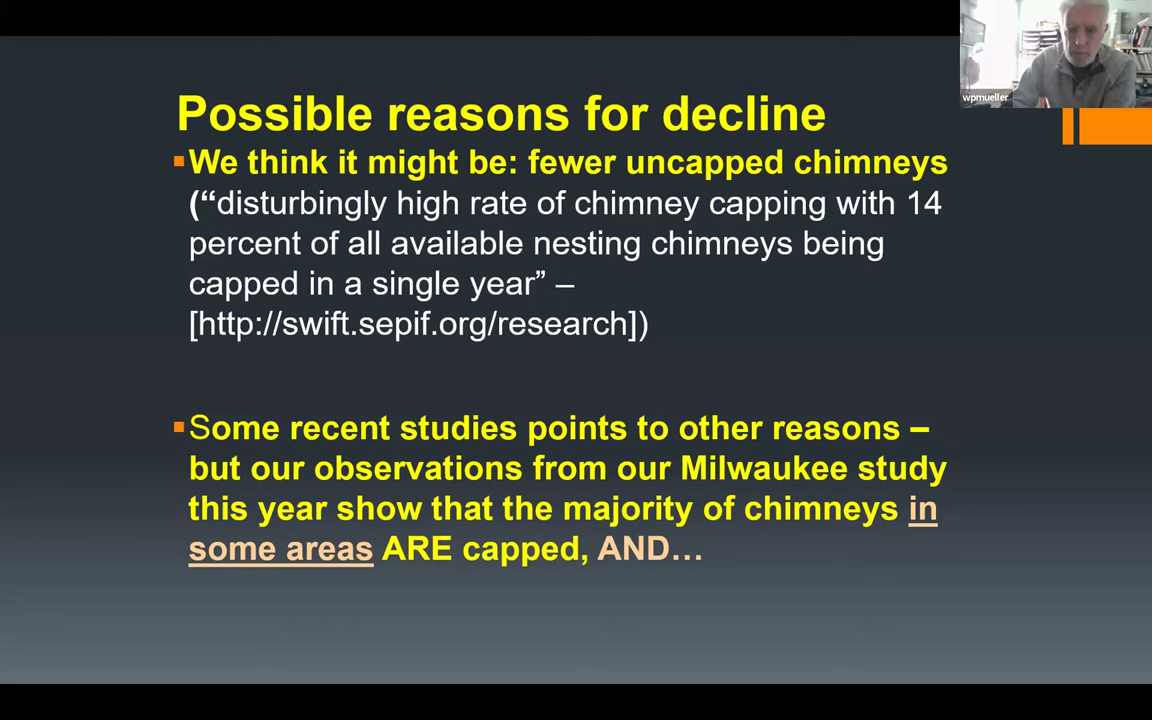 wpmueller
Possible reasons for decline
▪We think it might be: fewer uncapped chimneys
(“disturbingly high rate of chimney capping with 14
percent of all available nesting chimneys being
capped in a single year” –
[http://swift.sepif.org/research])
▪Some recent studies points to other reasons –
but our observations from our Milwaukee study
this year show that the majority of chimneys in
some areas ARE capped, AND…